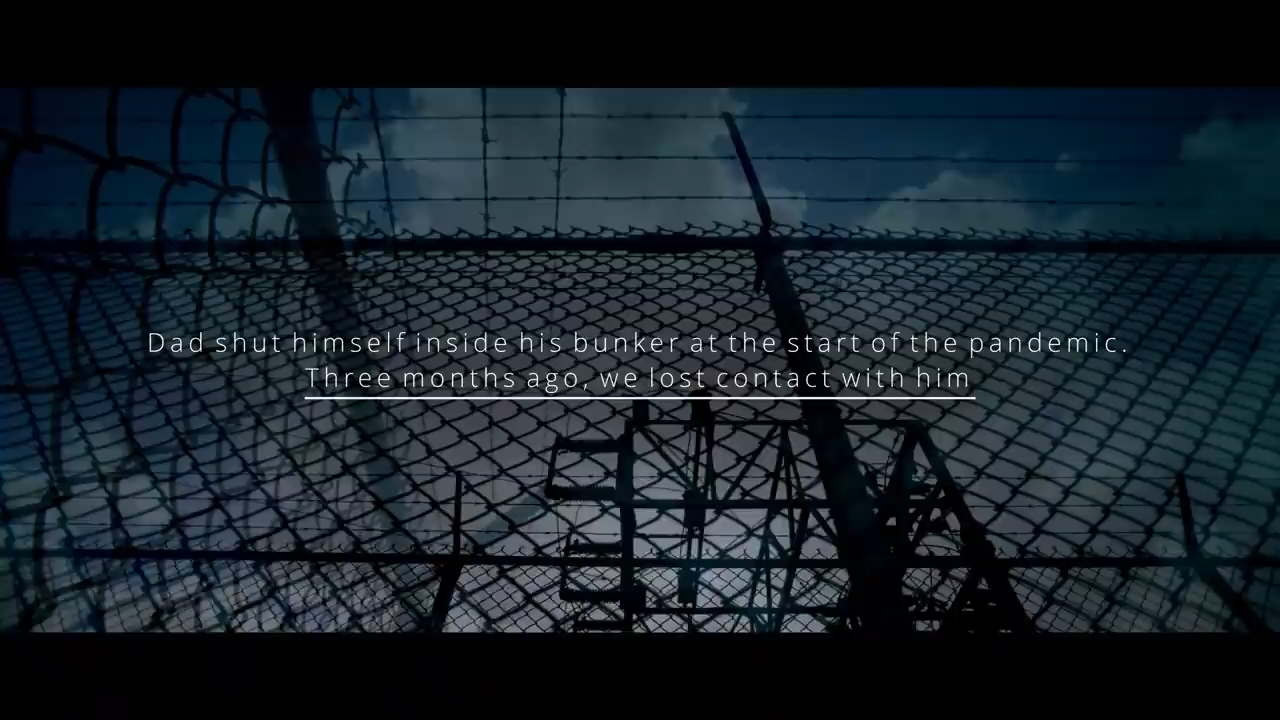 Dad shut himself inside his bunker at the start of the pandemic.
Three months ago, we lost contact with him